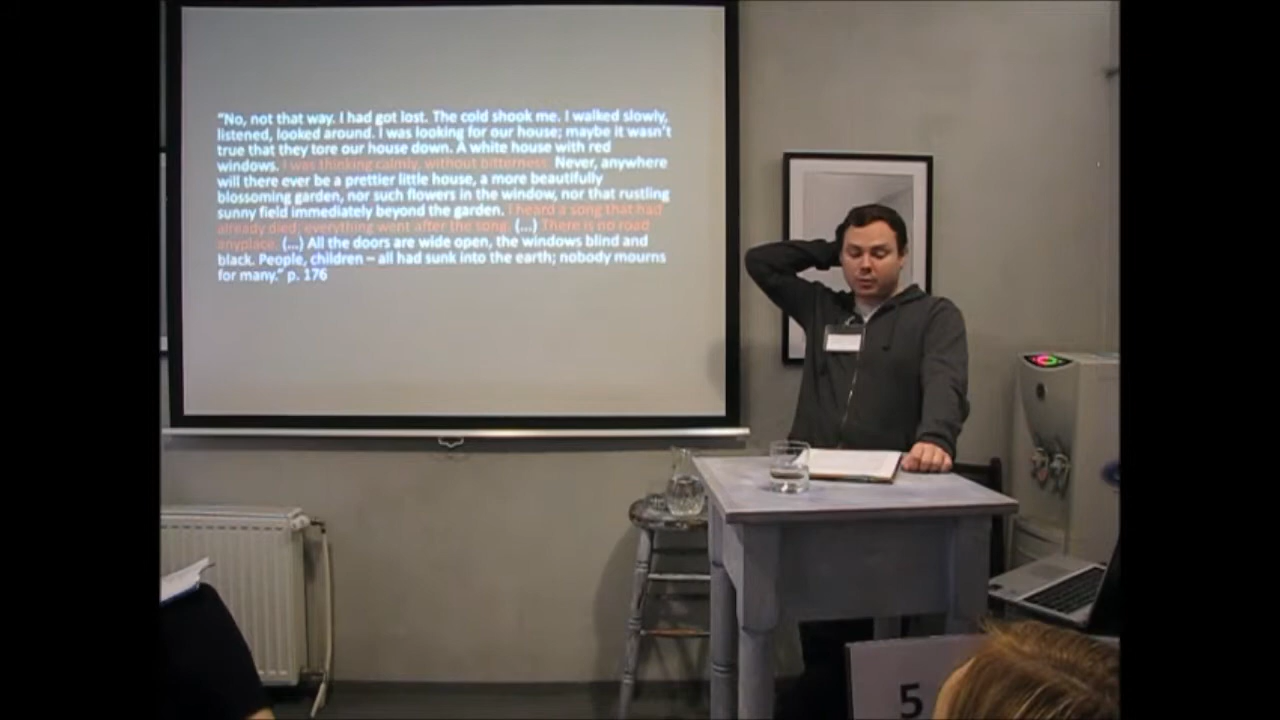 "No, not that way. I had got lost. The cold shook me. I walked slowly,
listened, looked around. I was looking for our house; maybe it wasn't
true that they tore our house down. A white house with red
windows. I was thinking calmly, without bitterness: Never, anywhere
will there ever be a prettier little house, a more beautifully
blossoming garden, nor such flowers in the window, nor that rustling
sunny field immediately beyond the garden. I heard a song that had
already died, everything went after the song. (...) There is no road
anyplace. (...) All the doors are wide open, the windows blind and
black. People, children – all had sunk into the earth; nobody mourns
for many." p. 176
5